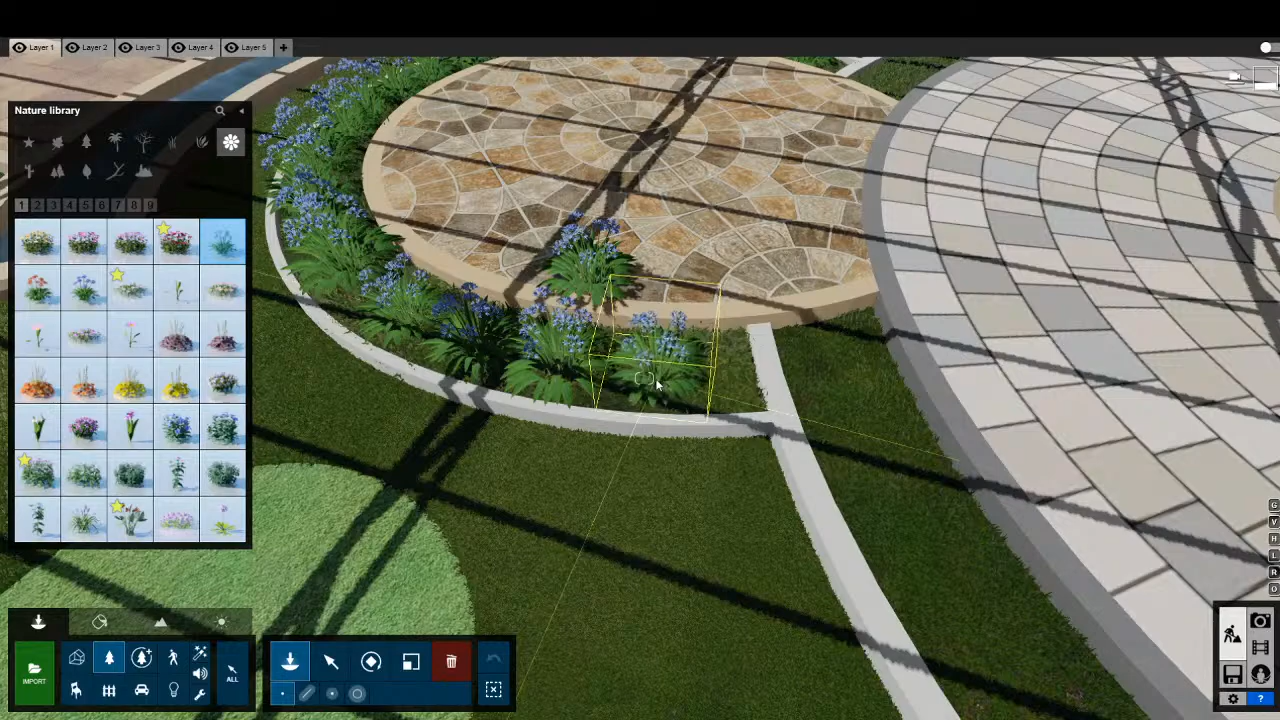 Layer 1 Layer 2 Layer 3 Layer 4 Layer 5 +
Nature library
1 2 3 4 5 6 7 8 9
G
V
H
L
R
O
IMPORT
ALL
?